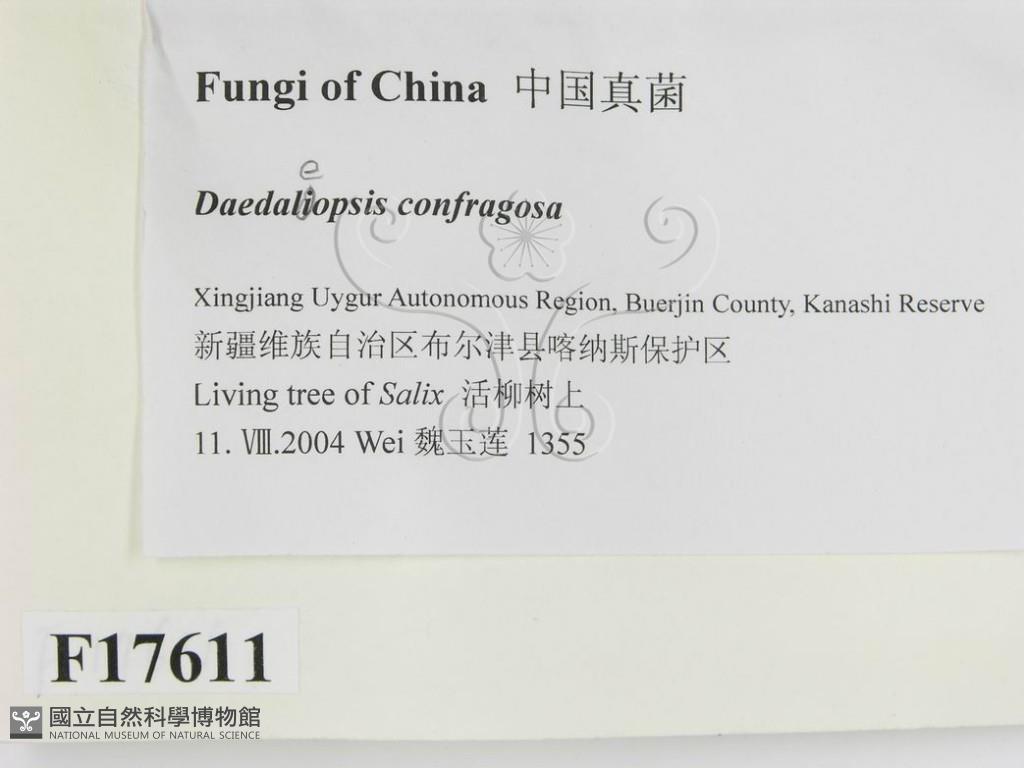 Fungi of China 中国真菌
e
Daedaliopsis confragosa
Xingjiang Uygur Autonomous Region, Buerjin County, Kanashi Reserve
新疆维族自治区布尔津县喀纳斯保护区
Living tree of Salix 活柳树上
11. Ⅷ.2004 Wei 魏玉莲 1355
F17611
國立自然科學博物館
NATIONAL MUSEUM OF NATURAL SCIENCE